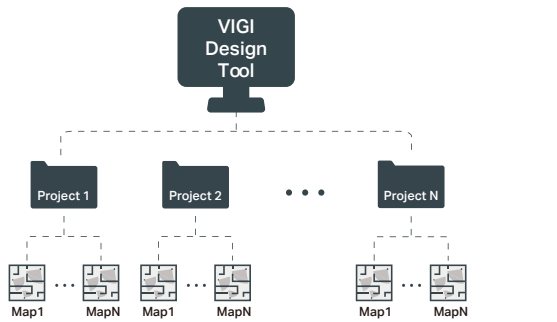 VIGI
Design
Tool
Project 1
Project 2
Project N
Map1
MapN
Map1
MapN
Map1
MapN